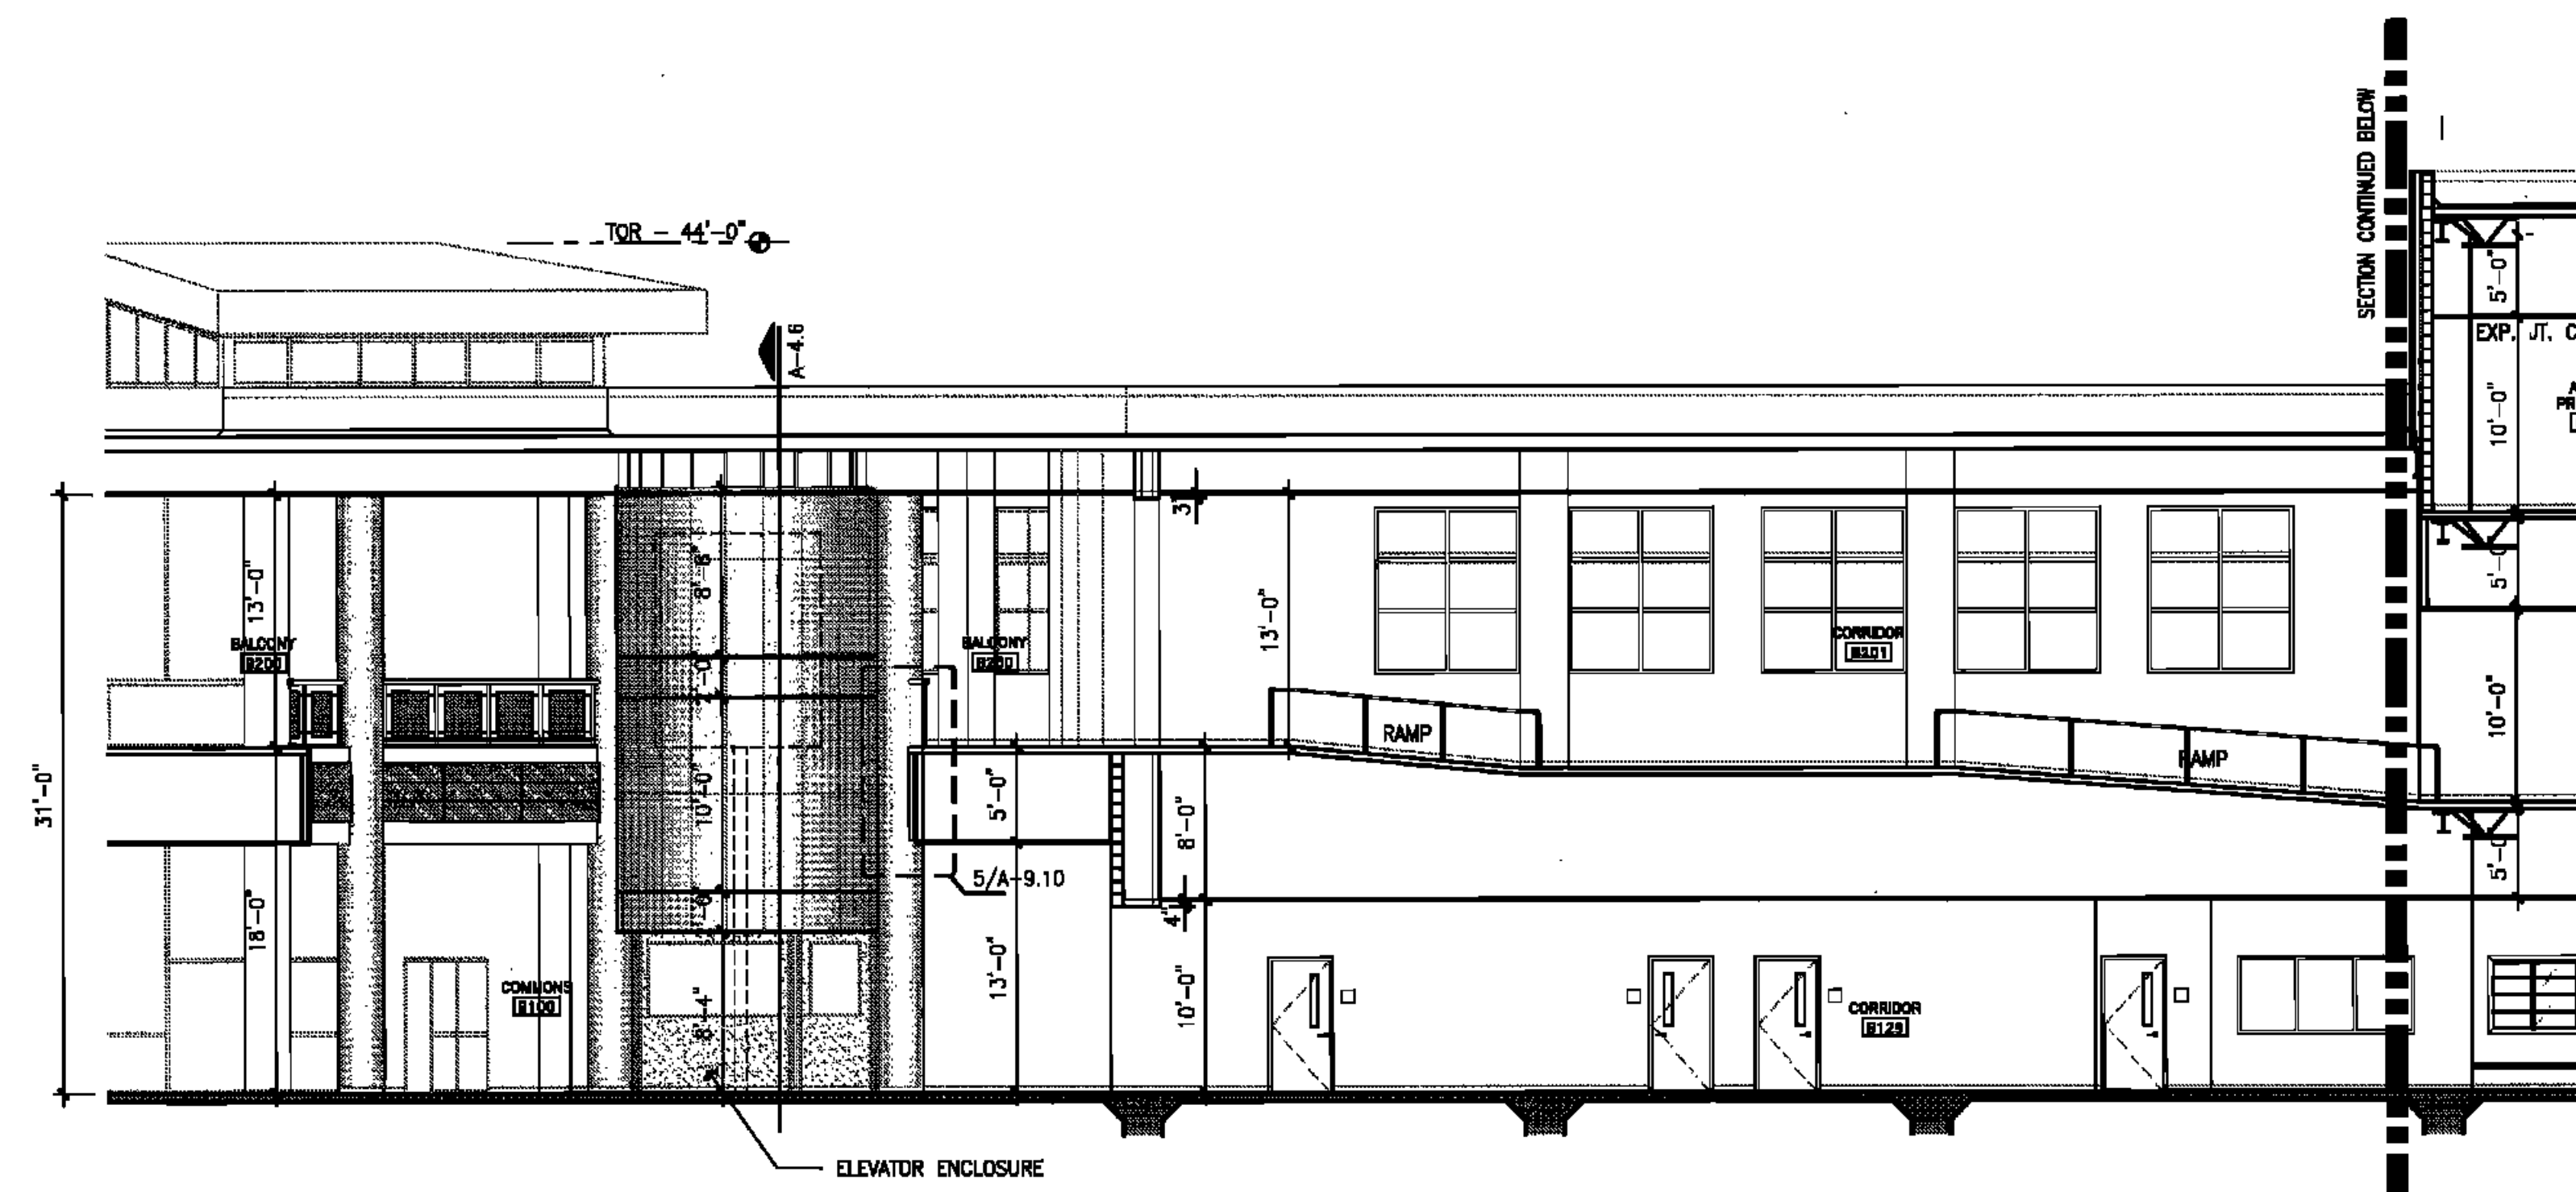 SECTION CONTINUED BELOW
TOR - 44'-0"
A-4.6
5'-0"
EXP. JT. C
10'-0"
31'-0"
13'-0"
BALCONY
B200
8'-6"
BALCONY
B200
3"
13'-0"
CORRIDOR
B201
5'-0"
10'-0"
RAMP
RAMP
10'-0"
5'-0"
8'-0"
5/A-9.10
4"
5'-0"
18'-0"
13'-0"
10'-0"
COMMONS
B100
8'-4"
CORRIDOR
B129
ELEVATOR ENCLOSURE